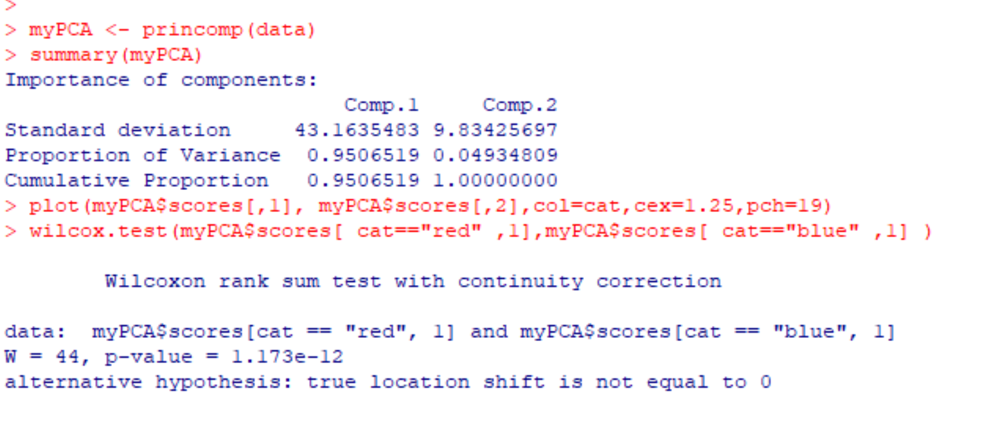 >
> myPCA <- princomp(data)
> summary(myPCA)
Importance of components:
                           Comp.1     Comp.2
Standard deviation     43.1635483 9.83425697
Proportion of Variance  0.9506519 0.04934809
Cumulative Proportion   0.9506519 1.00000000
> plot(myPCA$scores[,1], myPCA$scores[,2],col=cat,cex=1.25,pch=19)
> wilcox.test(myPCA$scores[ cat=="red" ,1],myPCA$scores[ cat=="blue" ,1] )
        Wilcoxon rank sum test with continuity correction
data:  myPCA$scores[cat == "red", 1] and myPCA$scores[cat == "blue", 1]
W = 44, p-value = 1.173e-12
alternative hypothesis: true location shift is not equal to 0